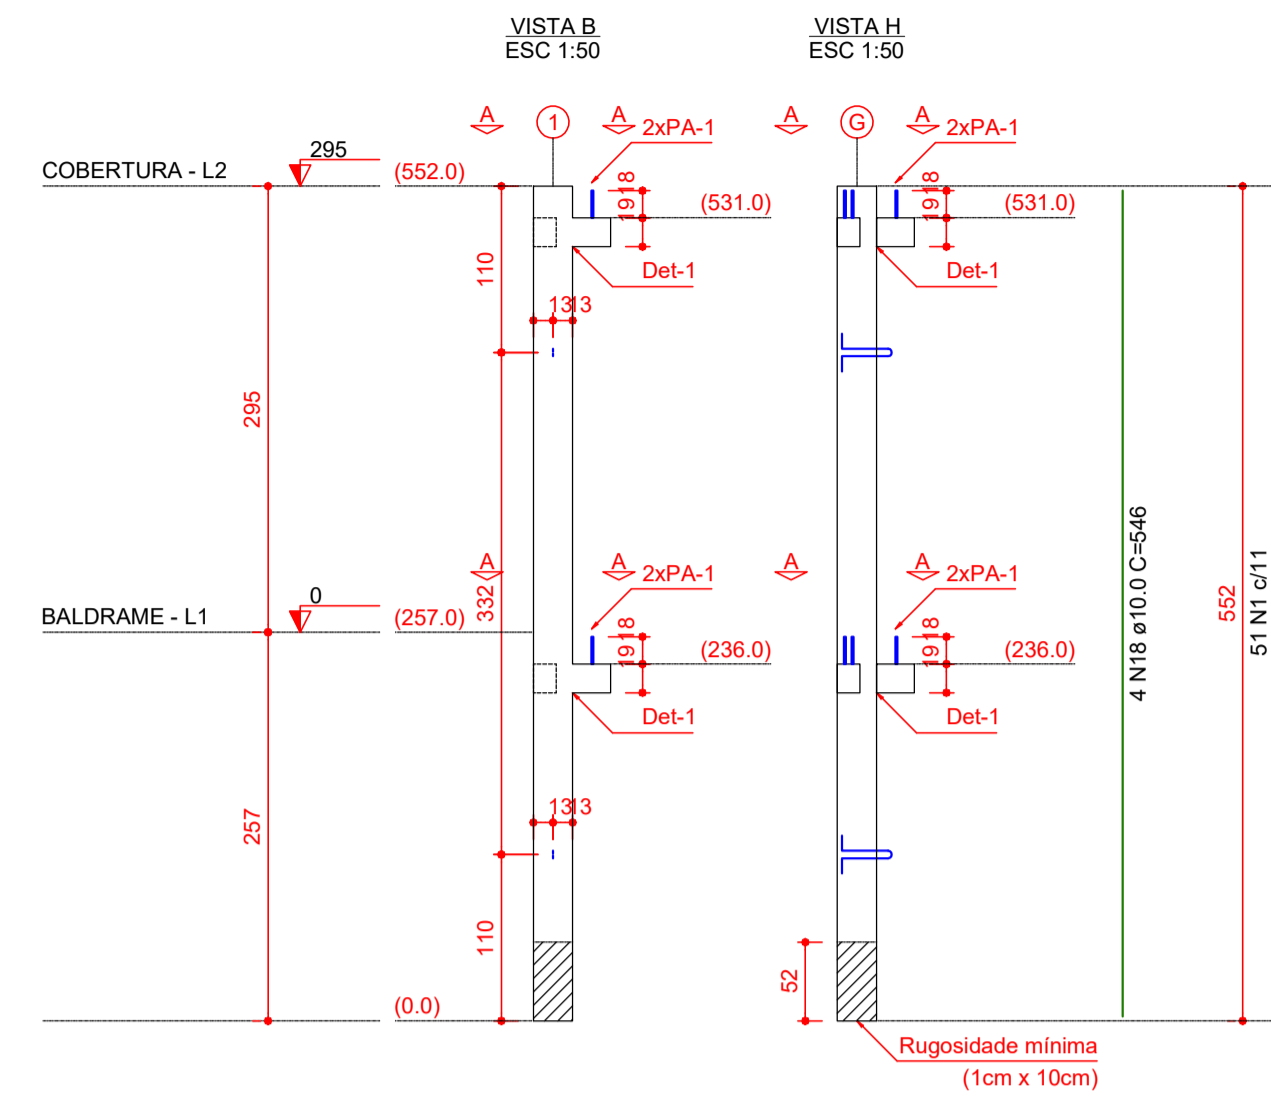 VISTA B
ESC 1:50
VISTA H
ESC 1:50
A
1
A
2xPA-1
A
G
A
2xPA-1
COBERTURA - L2
295
(552.0)
18
19
(531.0)
18
19
(531.0)
110
Det-1
Det-1
13
13
295
A
A
2xPA-1
A
A
2xPA-1
332
BALDRAME - L1
0
(257.0)
18
19
(236.0)
18
19
(236.0)
4 N18 ø10.0 C=546
552
51 N1 c/11
Det-1
Det-1
13
13
257
110
52
(0.0)
Rugosidade mínima
(1cm x 10cm)